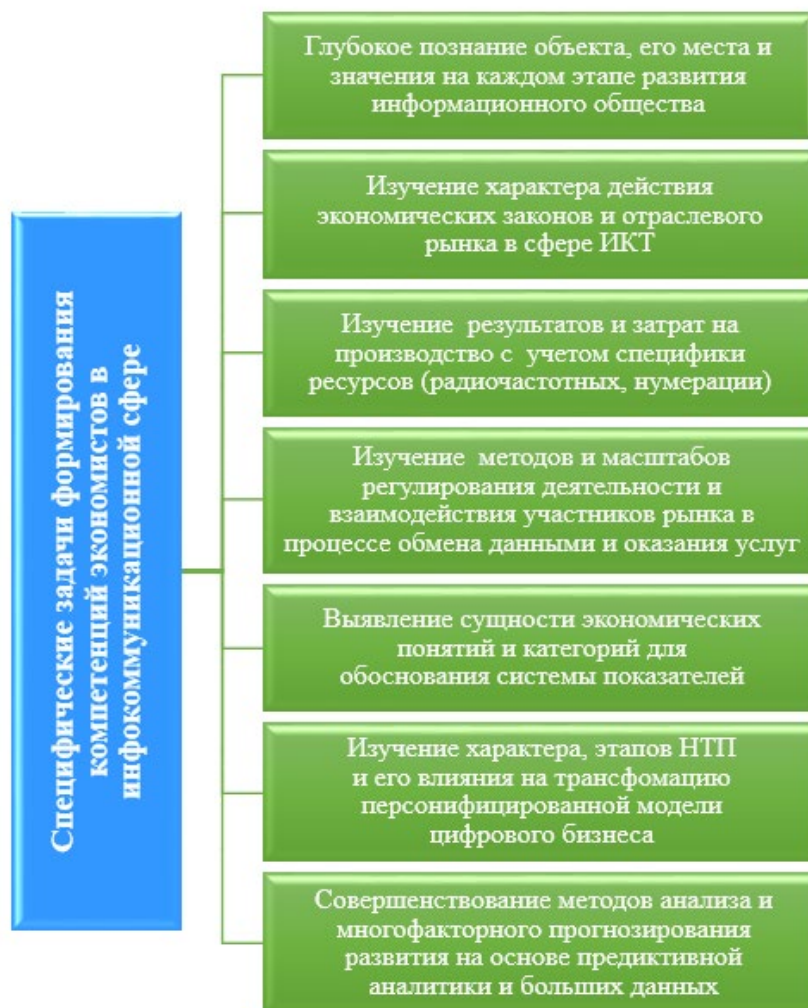 Специфические задачи формирования
компетенций экономистов в
инфокоммуникационной сфере
Глубокое познание объекта, его места и
значения на каждом этапе развития
информационного общества
Изучение характера действия
экономических законов и отраслевого
рынка в сфере ИКТ
Изучение результатов и затрат на
производство с учетом специфики
ресурсов (радиочастотных, нумерации)
Изучение методов и масштабов
регулирования деятельности и
взаимодействия участников рынка в
процессе обмена данными и оказания услуг
Выявление сущности экономических
понятий и категорий для
обоснования системы показателей
Изучение характера, этапов НТП
и его влияния на трансфомацию
персонифицированной модели
цифрового бизнеса
Совершенствование методов анализа и
многофакторного прогнозирования
развития на основе предиктивной
аналитики и больших данных